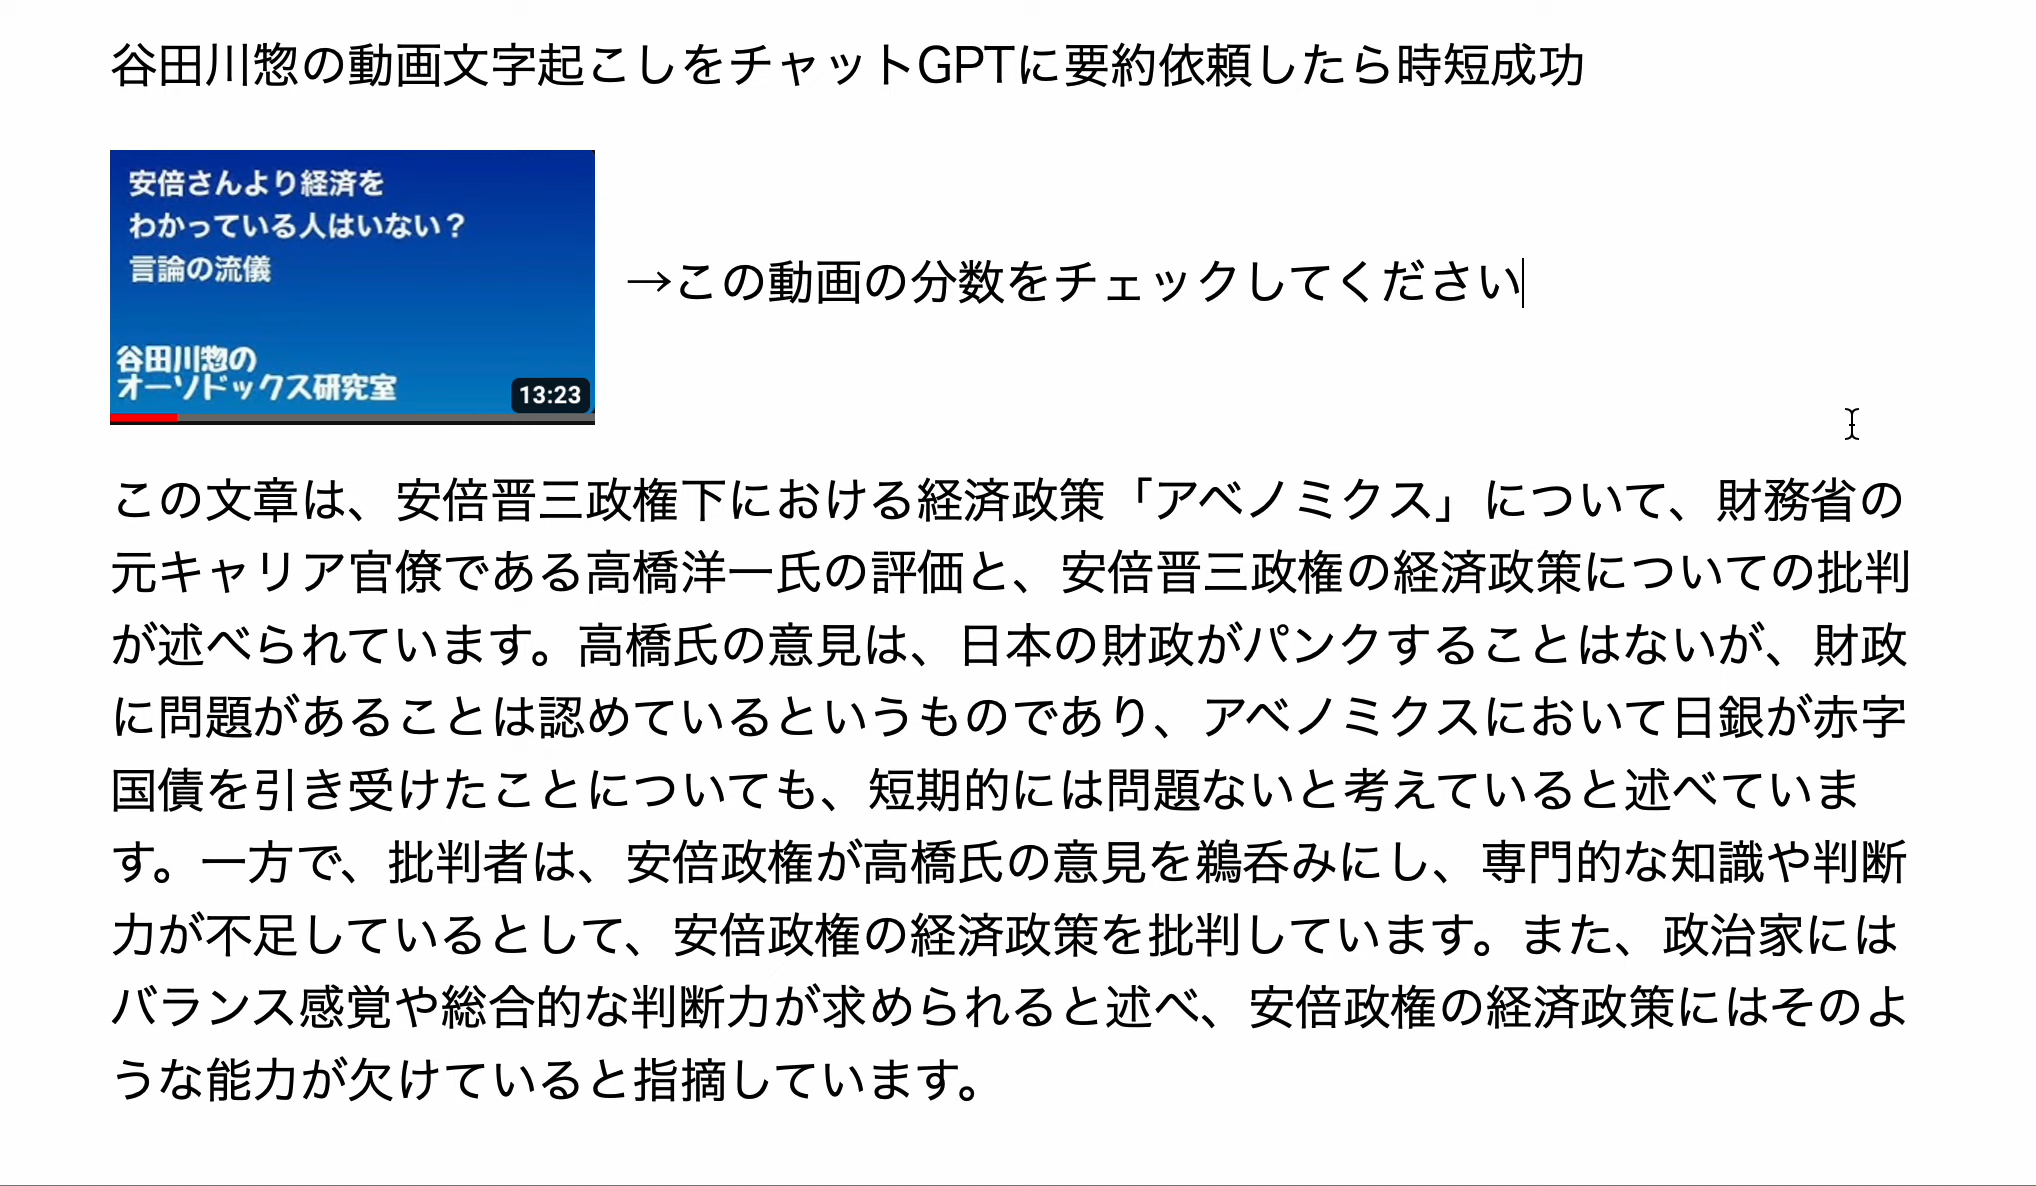 谷田川惣の動画文字起こしをチャットGPTに要約依頼したら時短成功
安倍さんより経済を
わかっている人はいない？
言論の流儀
谷田川惣の
オーソドックス研究室
13:23
→この動画の分数をチェックしてください
この文章は、安倍晋三政権下における経済政策「アベノミクス」について、財務省の
元キャリア官僚である高橋洋一氏の評価と、安倍晋三政権の経済政策についての批判
が述べられています。高橋氏の意見は、日本の財政がパンクすることはないが、財政
に問題があることは認めているというものであり、アベノミクスにおいて日銀が赤字
国債を引き受けたことについても、短期的には問題ないと考えていると述べていま
す。一方で、批判者は、安倍政権が高橋氏の意見を鵜呑みにし、専門的な知識や判断
力が不足しているとして、安倍政権の経済政策を批判しています。また、政治家には
バランス感覚や総合的な判断力が求められると述べ、安倍政権の経済政策にはそのよ
うな能力が欠けていると指摘しています。